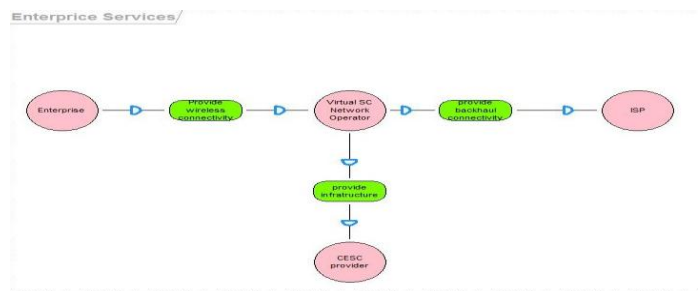 Enterprice Services
Enterprise
Provide
wireless
connectivity
Virtual SC
Network
Operator
provide
backhaul
connectivity
ISP
provide
infratructure
CESC
provider